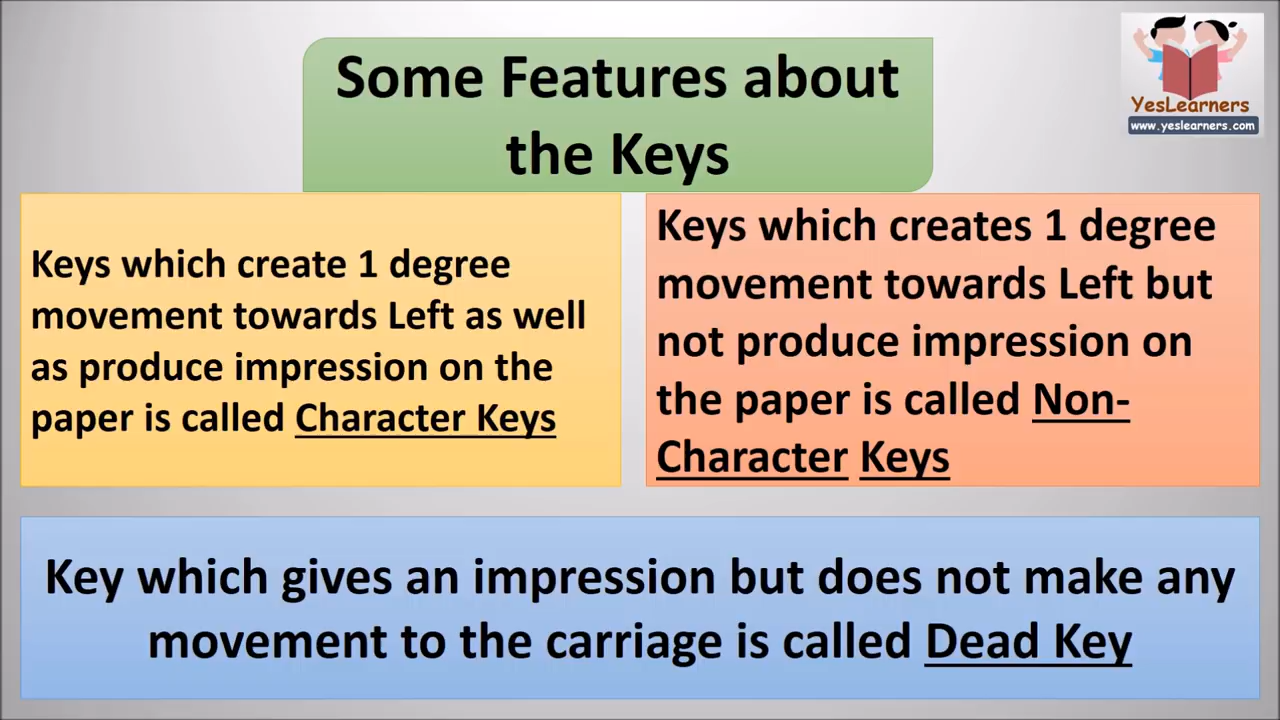 Some Features about
the Keys
YesLearners
www.yeslearners.com
Keys which create 1 degree
movement towards Left as well
as produce impression on the
paper is called Character Keys
Keys which creates 1 degree
movement towards Left but
not produce impression on
the paper is called Non-
Character Keys
Key which gives an impression but does not make any
movement to the carriage is called Dead Key